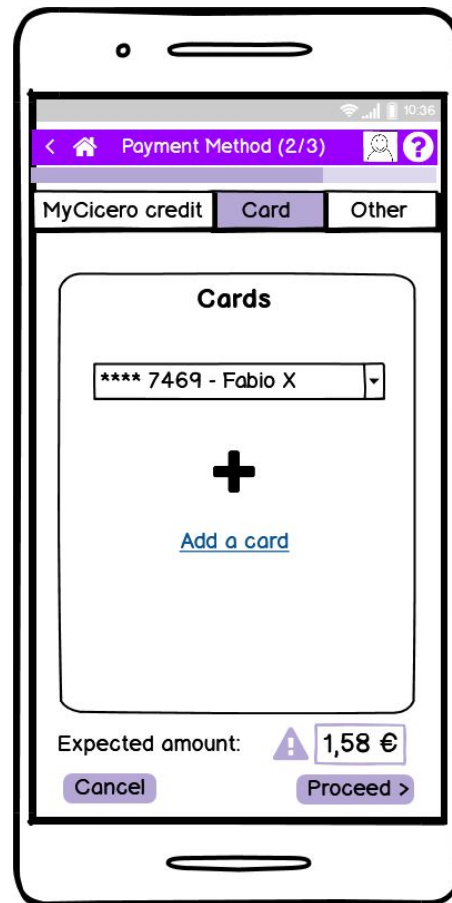 10:36
< Payment Method (2/3) ?
MyCicero credit Card Other
Cards
**** 7469 - Fabio X
Add a card
Expected amount: 1,58 €
Cancel Proceed >